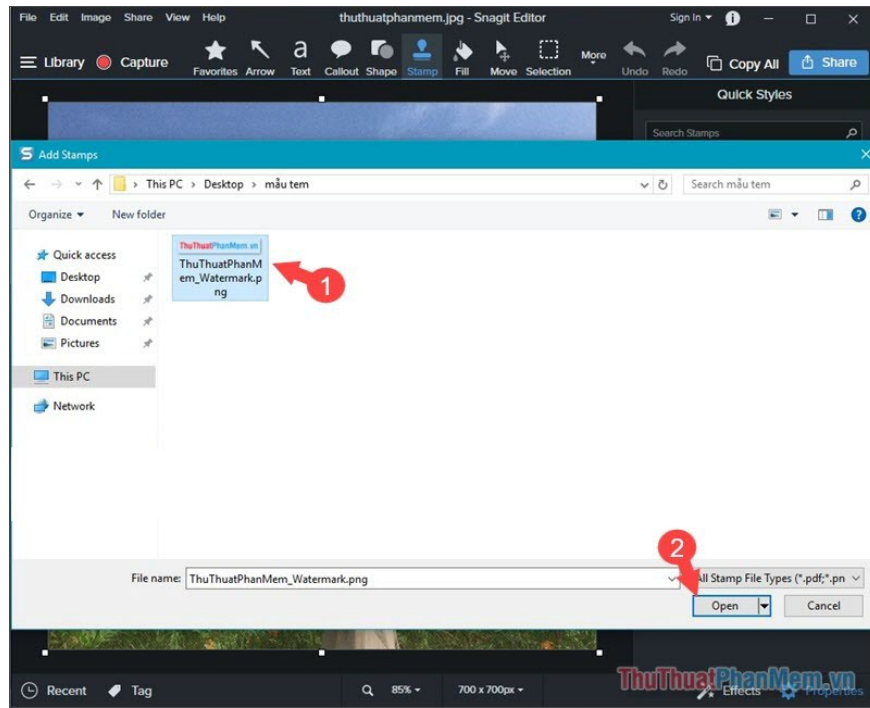 File Edit Image Share View Help thuthuatphanmem.jpg - Snagit Editor Sign In
Library Capture Favorites Arrow Text Callout Shape Stamp Fill Move Selection More Undo Redo Copy All Share
Quick Styles
Search Stamps
Add Stamps
This PC › Desktop › mẫu tem Search mẫu tem
Organize New folder
Quick access
Desktop
Downloads
Documents
Pictures
This PC
Network
ThuThuatPhanMem.vn
ThuThuatPhanM
em_Watermark.p
ng
1
2
File name: ThuThuatPhanMem_Watermark.png All Stamp File Types (*.pdf;*.pn
Open Cancel
Recent Tag 85% 700 x 700px Effects Properties
ThuThuatPhanMem.vn